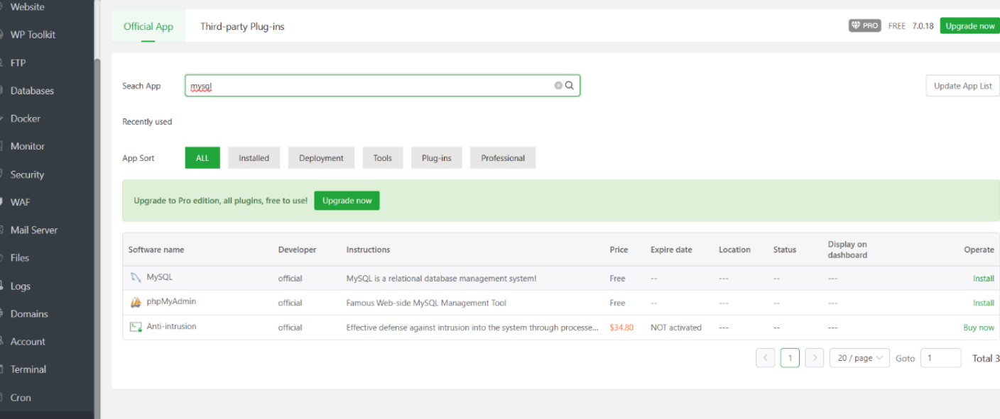 Website
WP Toolkit
FTP
Databases
Docker
Monitor
Security
WAF
Mail Server
Files
Logs
Domains
Account
Terminal
Cron
Official App Third-party Plug-ins PRO FREE 7.0.18 Upgrade now
Seach App mysql Update App List
Recently used
App Sort ALL Installed Deployment Tools Plug-ins Professional
Upgrade to Pro edition, all plugins, free to use! Upgrade now
Software name Developer Instructions Price Expire date Location Status Display on dashboard Operate
MySQL official MySQL is a relational database management system! Free -- --- -- --- Install
phpMyAdmin official Famous Web-side MySQL Management Tool Free -- --- -- --- Install
Anti-intrusion official Effective defense against intrusion into the system through processe... $34.80 NOT activated --- -- --- Buy now
< 1 > 20 / page Goto 1 Total 3